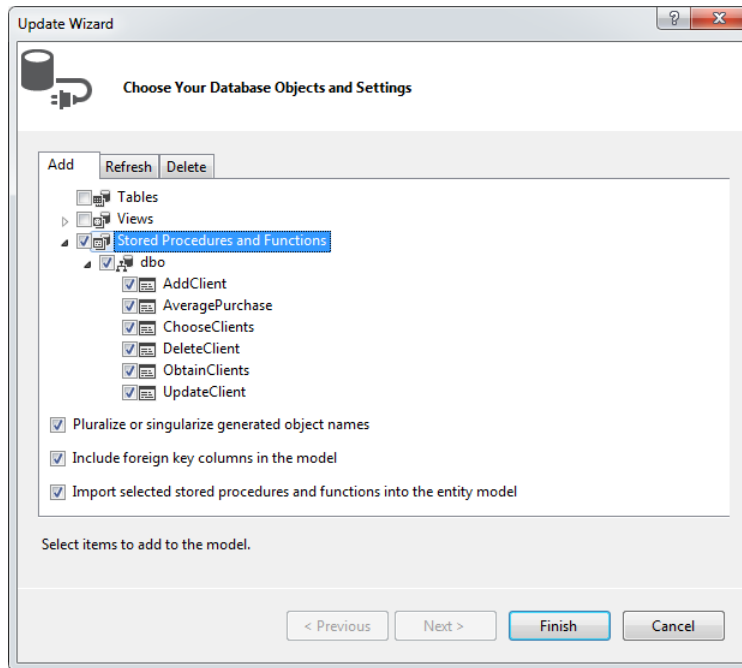 Update Wizard
Choose Your Database Objects and Settings
Add Refresh Delete
Tables
Views
Stored Procedures and Functions
dbo
AddClient
AveragePurchase
ChooseClients
DeleteClient
ObtainClients
UpdateClient
Pluralize or singularize generated object names
Include foreign key columns in the model
Import selected stored procedures and functions into the entity model
Select items to add to the model.
< Previous Next > Finish Cancel